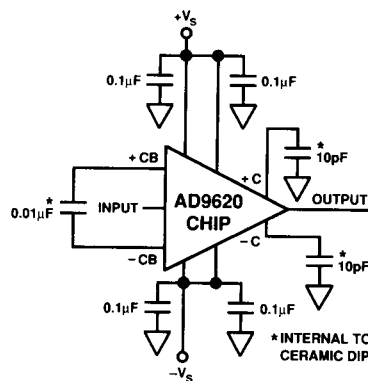 +VS
0.1µF
0.1µF
+CB
*
10pF
+C
*
0.01µF
INPUT
AD9620
CHIP
OUTPUT
-C
-CB
*
10pF
0.1µF
0.1µF
*INTERNAL TO
CERAMIC DIP
-VS